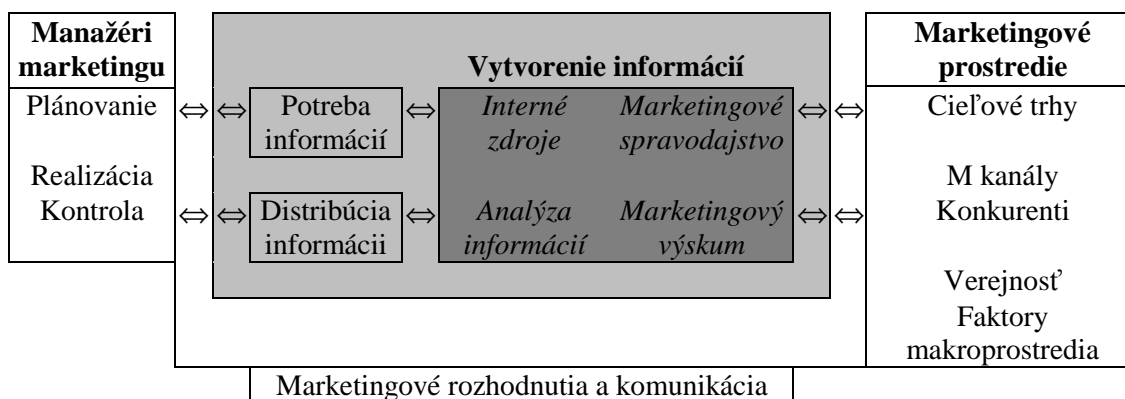 Manažéri
marketingu
Plánovanie
Realizácia
Kontrola
Vytvorenie informácií
Potreba
informácií
Interné
zdroje
Marketingové
spravodajstvo
Distribúcia
informácii
Analýza
informácií
Marketingový
výskum
Marketingové
prostredie
Cieľové trhy
M kanály
Konkurenti
Verejnosť
Faktory
makroprostredia
Marketingové rozhodnutia a komunikácia